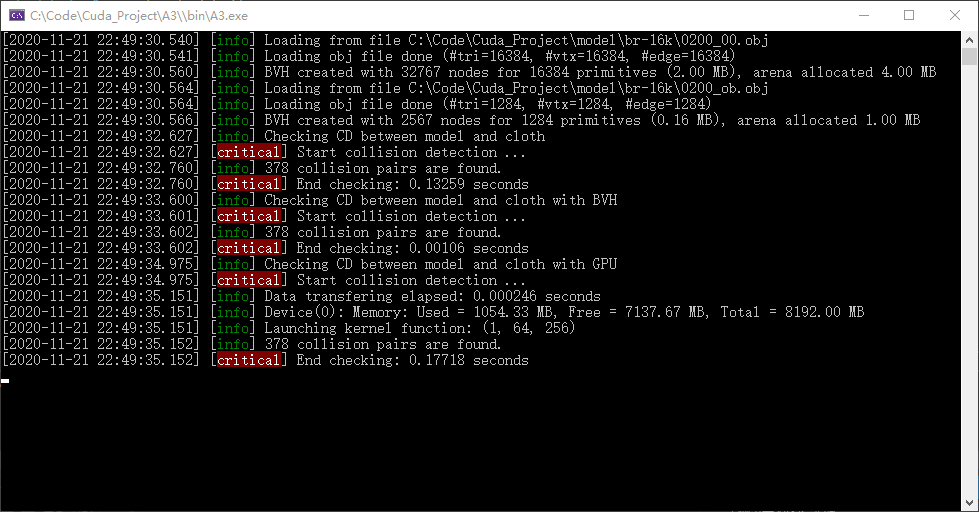 C:\Code\Cuda_Project\A3\\bin\A3.exe
[2020-11-21 22:49:30.540] [info] Loading from file C:\Code\Cuda_Project\model\br-16k\0200_00.obj
[2020-11-21 22:49:30.541] [info] Loading obj file done (#tri=16384, #vtx=16384, #edge=16384)
[2020-11-21 22:49:30.560] [info] BVH created with 32767 nodes for 16384 primitives (2.00 MB), arena allocated 4.00 MB
[2020-11-21 22:49:30.564] [info] Loading from file C:\Code\Cuda_Project\model\br-16k\0200_ob.obj
[2020-11-21 22:49:30.564] [info] Loading obj file done (#tri=1284, #vtx=1284, #edge=1284)
[2020-11-21 22:49:30.566] [info] BVH created with 2567 nodes for 1284 primitives (0.16 MB), arena allocated 1.00 MB
[2020-11-21 22:49:32.627] [info] Checking CD between model and cloth
[2020-11-21 22:49:32.627] [critical] Start collision detection ...
[2020-11-21 22:49:32.760] [info] 378 collision pairs are found.
[2020-11-21 22:49:32.760] [critical] End checking: 0.13259 seconds
[2020-11-21 22:49:33.600] [info] Checking CD between model and cloth with BVH
[2020-11-21 22:49:33.601] [critical] Start collision detection ...
[2020-11-21 22:49:33.602] [info] 378 collision pairs are found.
[2020-11-21 22:49:33.602] [critical] End checking: 0.00106 seconds
[2020-11-21 22:49:34.975] [info] Checking CD between model and cloth with GPU
[2020-11-21 22:49:34.975] [critical] Start collision detection ...
[2020-11-21 22:49:35.151] [info] Data transfering elapsed: 0.000246 seconds
[2020-11-21 22:49:35.151] [info] Device(0): Memory: Used = 1054.33 MB, Free = 7137.67 MB, Total = 8192.00 MB
[2020-11-21 22:49:35.151] [info] Launching kernel function: (1, 64, 256)
[2020-11-21 22:49:35.152] [info] 378 collision pairs are found.
[2020-11-21 22:49:35.152] [critical] End checking: 0.17718 seconds